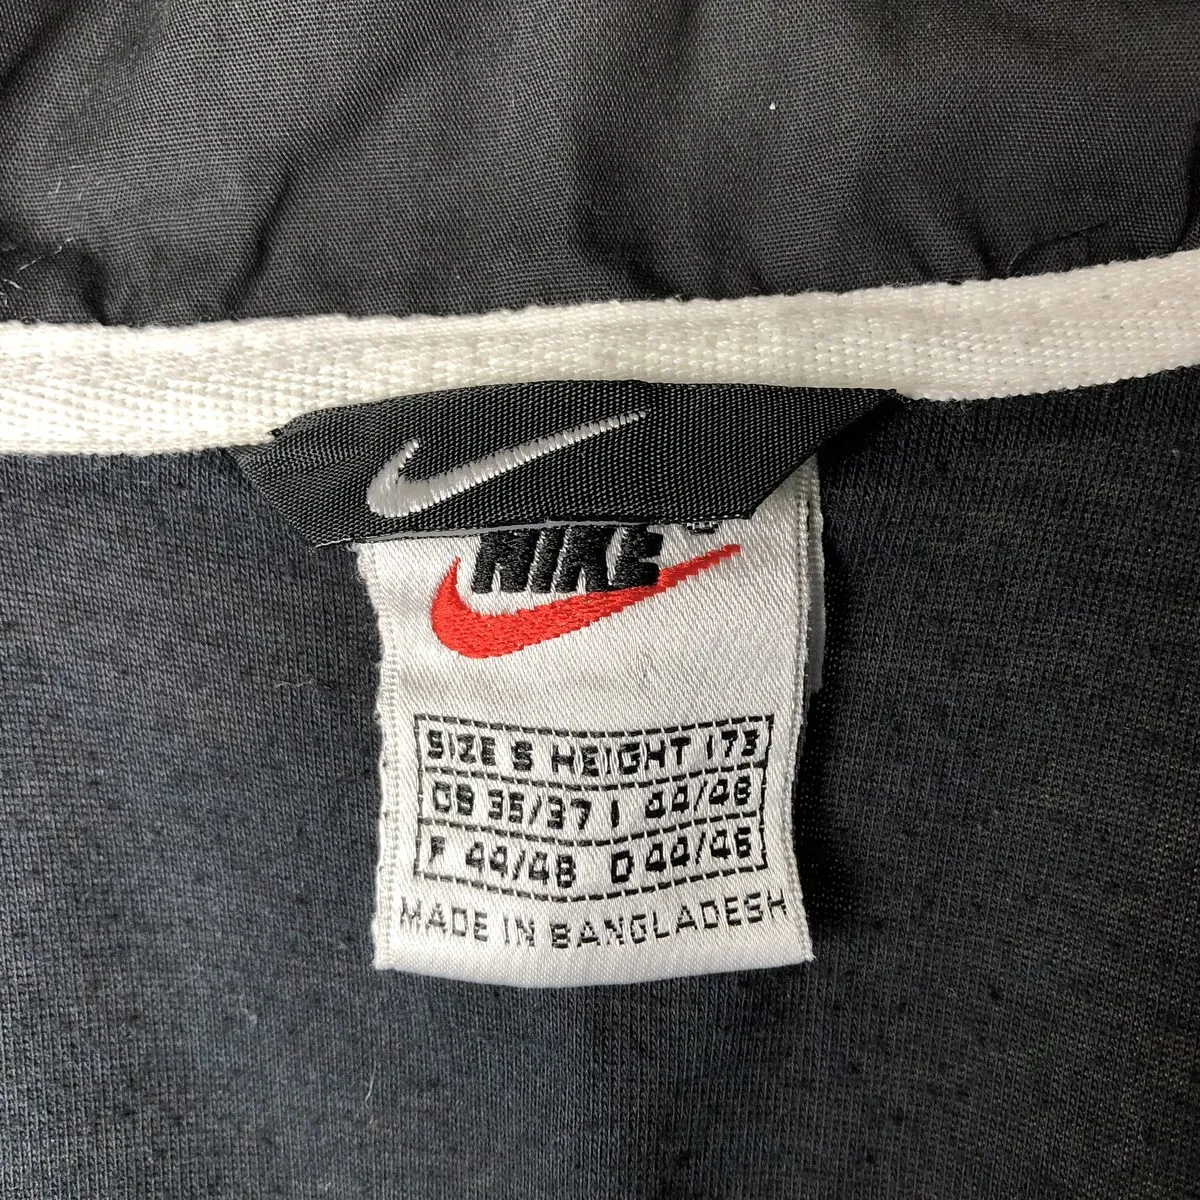 NIKE
SIZE S HEIGHT 173
GB 35/37 I 44/48
F 44/48 D 44/46
MADE IN BANGLADESH